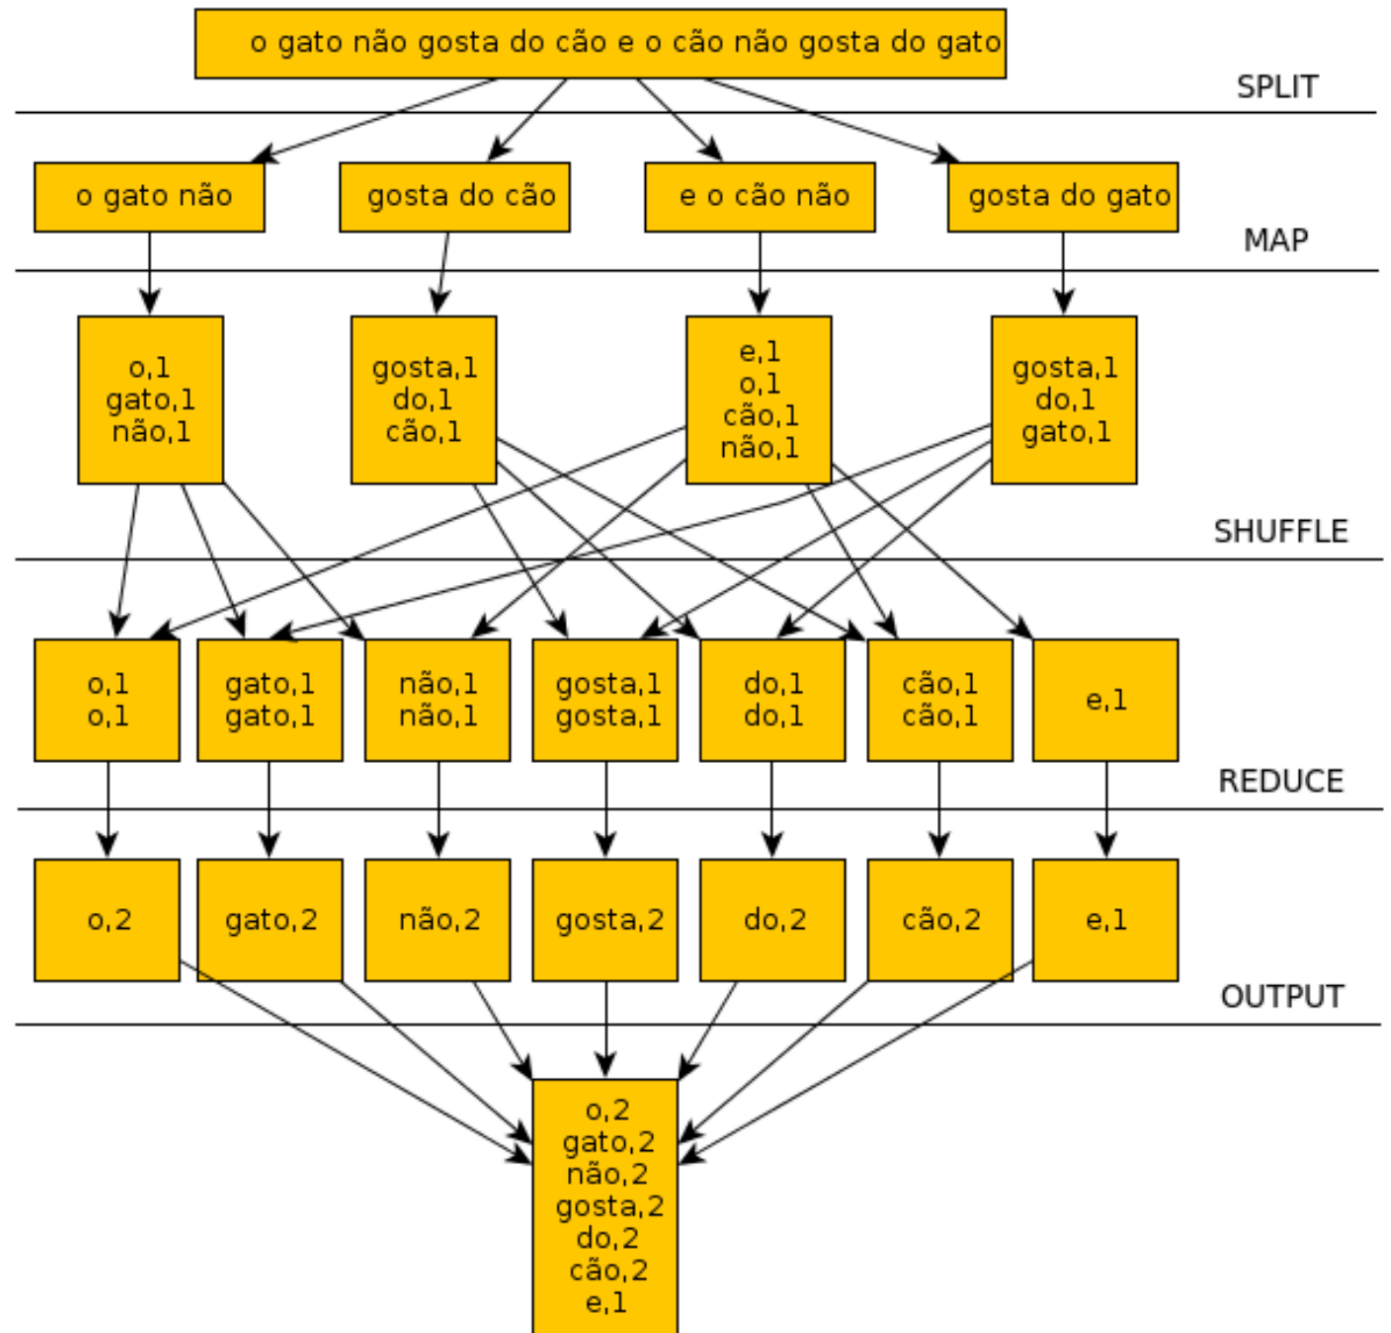 o gato não gosta do cão e o cão não gosta do gato
SPLIT
o gato não
gosta do cão
e o cão não
gosta do gato
MAP
o,1
gato,1
não,1
gosta,1
do,1
cão,1
e,1
o,1
cão,1
não,1
gosta,1
do,1
gato,1
SHUFFLE
o,1
o,1
gato,1
gato,1
não,1
não,1
gosta,1
gosta,1
do,1
do,1
cão,1
cão,1
e,1
REDUCE
o,2
gato,2
não,2
gosta,2
do,2
cão,2
e,1
OUTPUT
o,2
gato,2
não,2
gosta,2
do,2
cão,2
e,1